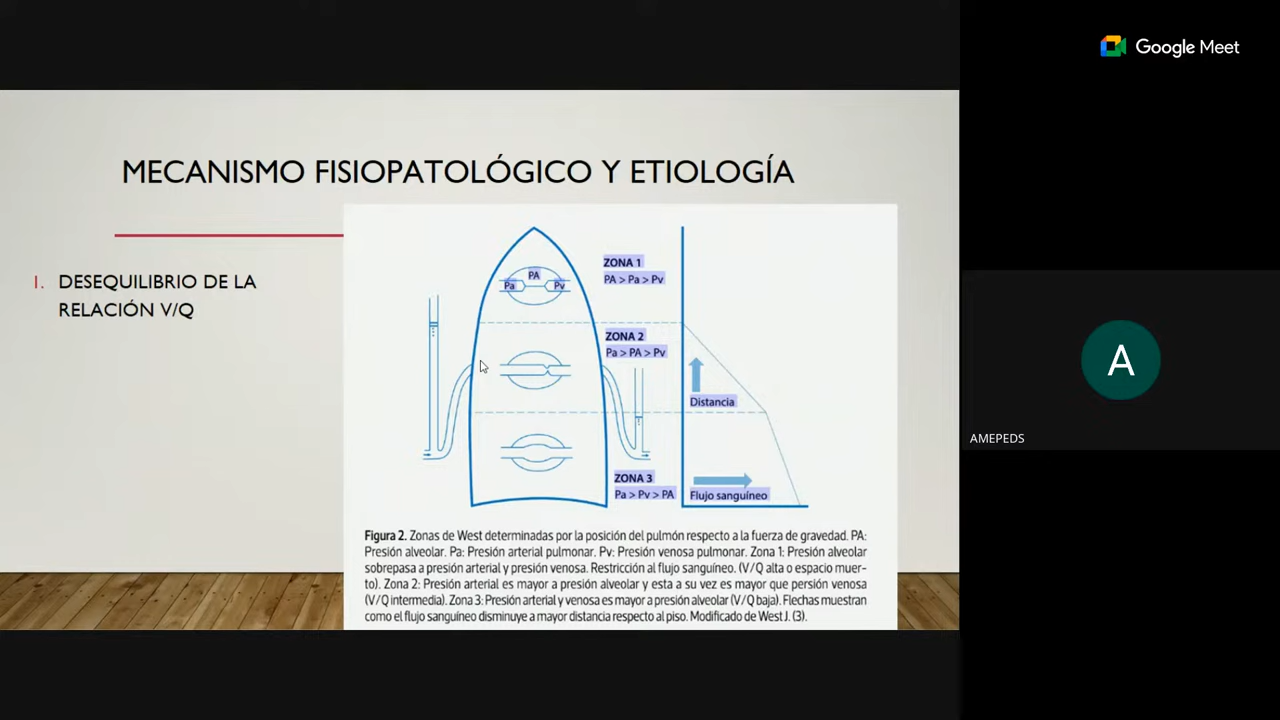 Google Meet
MECANISMO FISIOPATOLÓGICO Y ETIOLOGÍA
I. DESEQUILIBRIO DE LA
RELACIÓN V/Q
PA
Pa
Pv
ZONA 1
PA > Pa > Pv
ZONA 2
Pa > PA > Pv
Distancia
ZONA 3
Pa > Pv > PA
Flujo sanguíneo
Figura 2. Zonas de West determinadas por la posición del pulmón respecto a la fuerza de gravedad. PA:
Presión alveolar. Pa: Presión arterial pulmonar. Pv: Presión venosa pulmonar. Zona 1: Presión alveolar
sobrepasa a presión arterial y presión venosa. Restricción al flujo sanguíneo. (V/Q alta o espacio muer-
to). Zona 2: Presión arterial es mayor a presión alveolar y esta a su vez es mayor que persión venosa
(V/Q intermedia). Zona 3: Presión arterial y venosa es mayor a presión alveolar (V/Q baja). Flechas muestran
como el flujo sanguíneo disminuye a mayor distancia respecto al piso. Modificado de West J. (3).
A
AMEPEDS